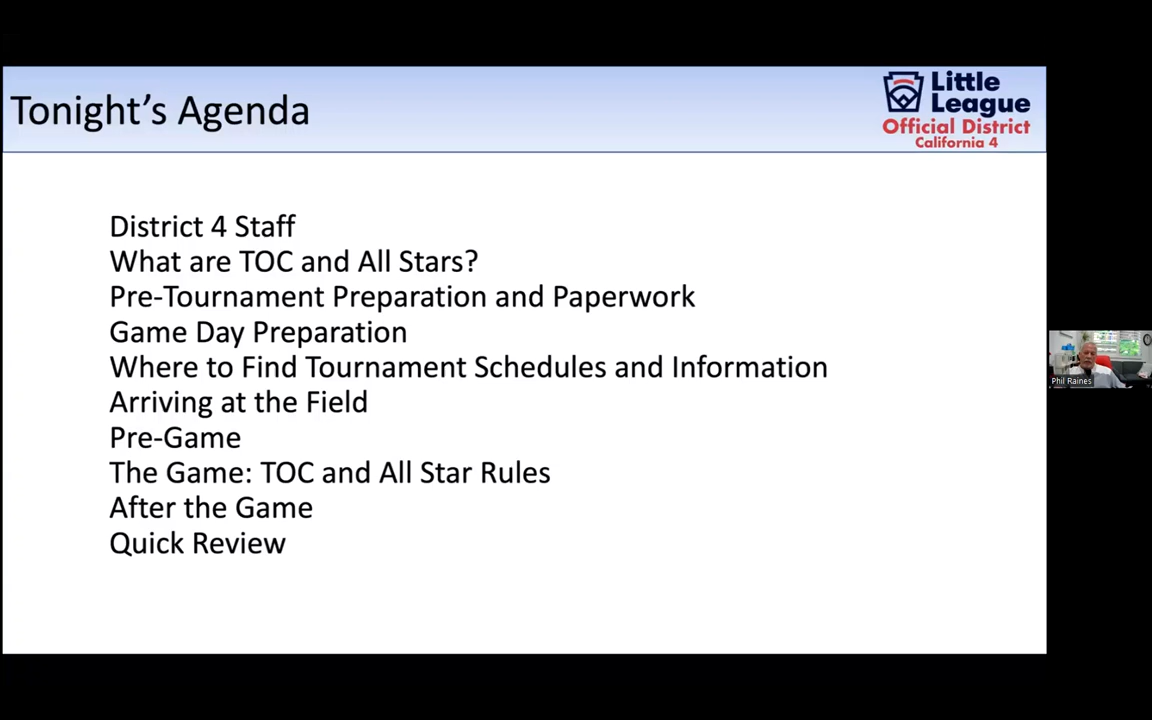 Tonight's Agenda
Little
League
Official District
California 4
District 4 Staff
What are TOC and All Stars?
Pre-Tournament Preparation and Paperwork
Game Day Preparation
Where to Find Tournament Schedules and Information
Arriving at the Field
Pre-Game
The Game: TOC and All Star Rules
After the Game
Quick Review
Phil Raines